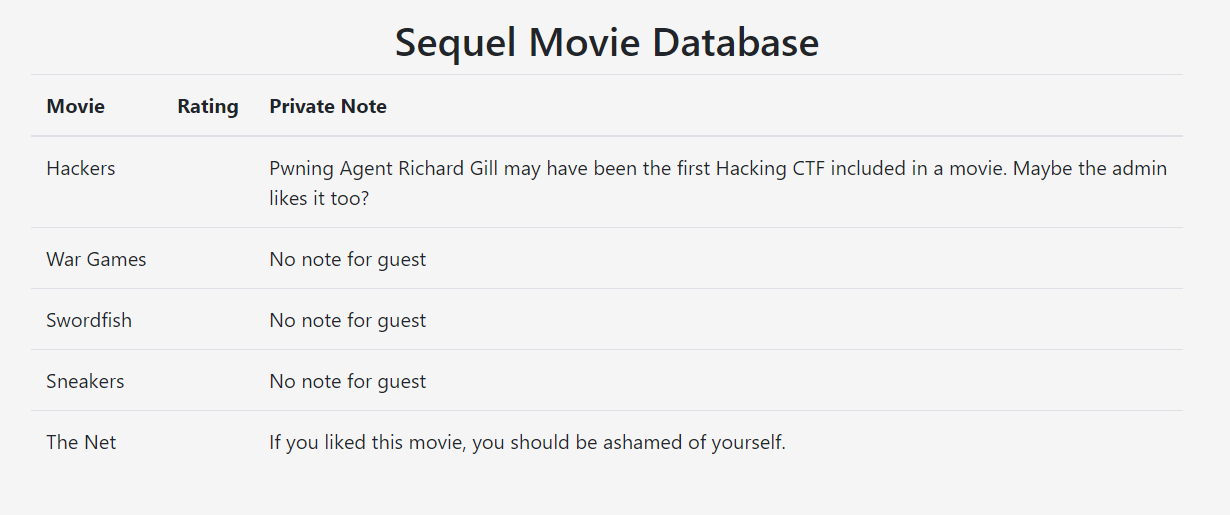 Sequel Movie Database
Movie Rating Private Note
Hackers Pwning Agent Richard Gill may have been the first Hacking CTF included in a movie. Maybe the admin
likes it too?
War Games No note for guest
Swordfish No note for guest
Sneakers No note for guest
The Net If you liked this movie, you should be ashamed of yourself.